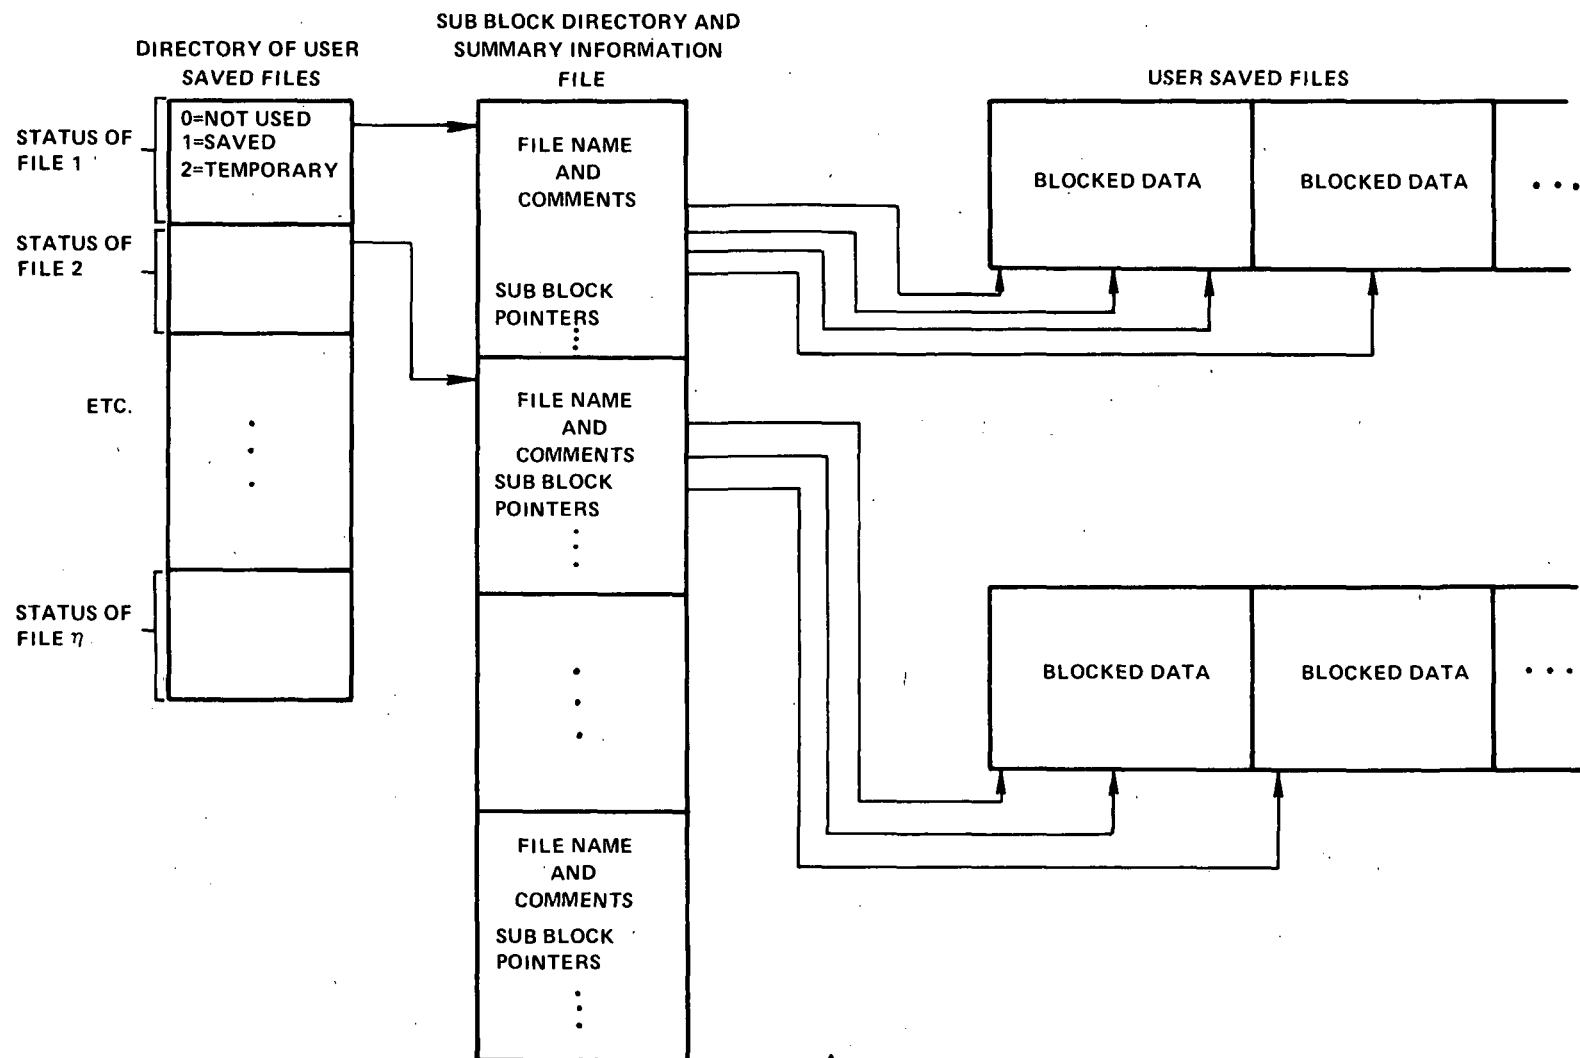 SUB BLOCK DIRECTORY AND
SUMMARY INFORMATION
FILE
DIRECTORY OF USER
SAVED FILES
USER SAVED FILES
STATUS OF
FILE 1
0=NOT USED
1=SAVED
2=TEMPORARY
FILE NAME
AND
COMMENTS
SUB BLOCK
POINTERS
BLOCKED DATA
BLOCKED DATA
STATUS OF
FILE 2
ETC.
FILE NAME
AND
COMMENTS
SUB BLOCK
POINTERS
STATUS OF
FILE η
BLOCKED DATA
BLOCKED DATA
FILE NAME
AND
COMMENTS
SUB BLOCK
POINTERS